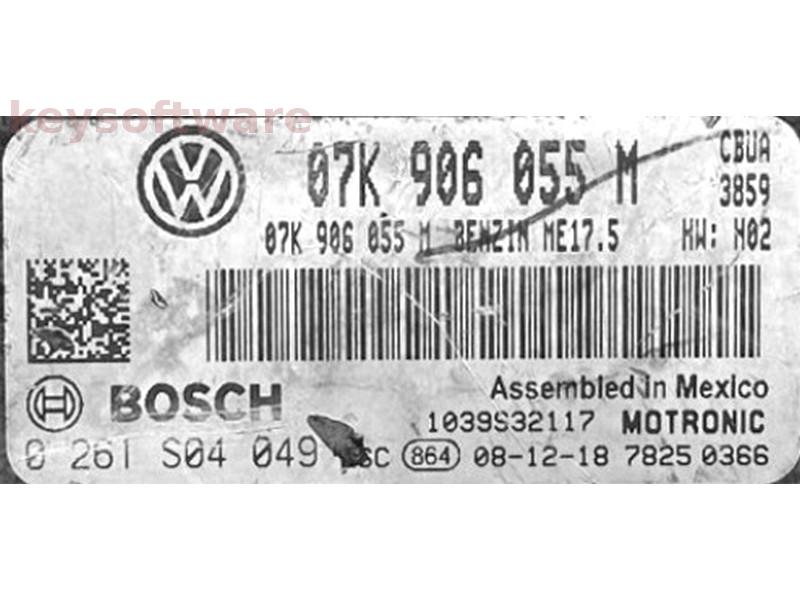 keysoftware
07K 906 055 M
CBUA
3859
07K 906 055 M BENZIN ME17.5 HW: H02
BOSCH
Assembled in Mexico
1039S32117 MOTRONIC
0 261 S04 049
864 08-12-18 7825 0366